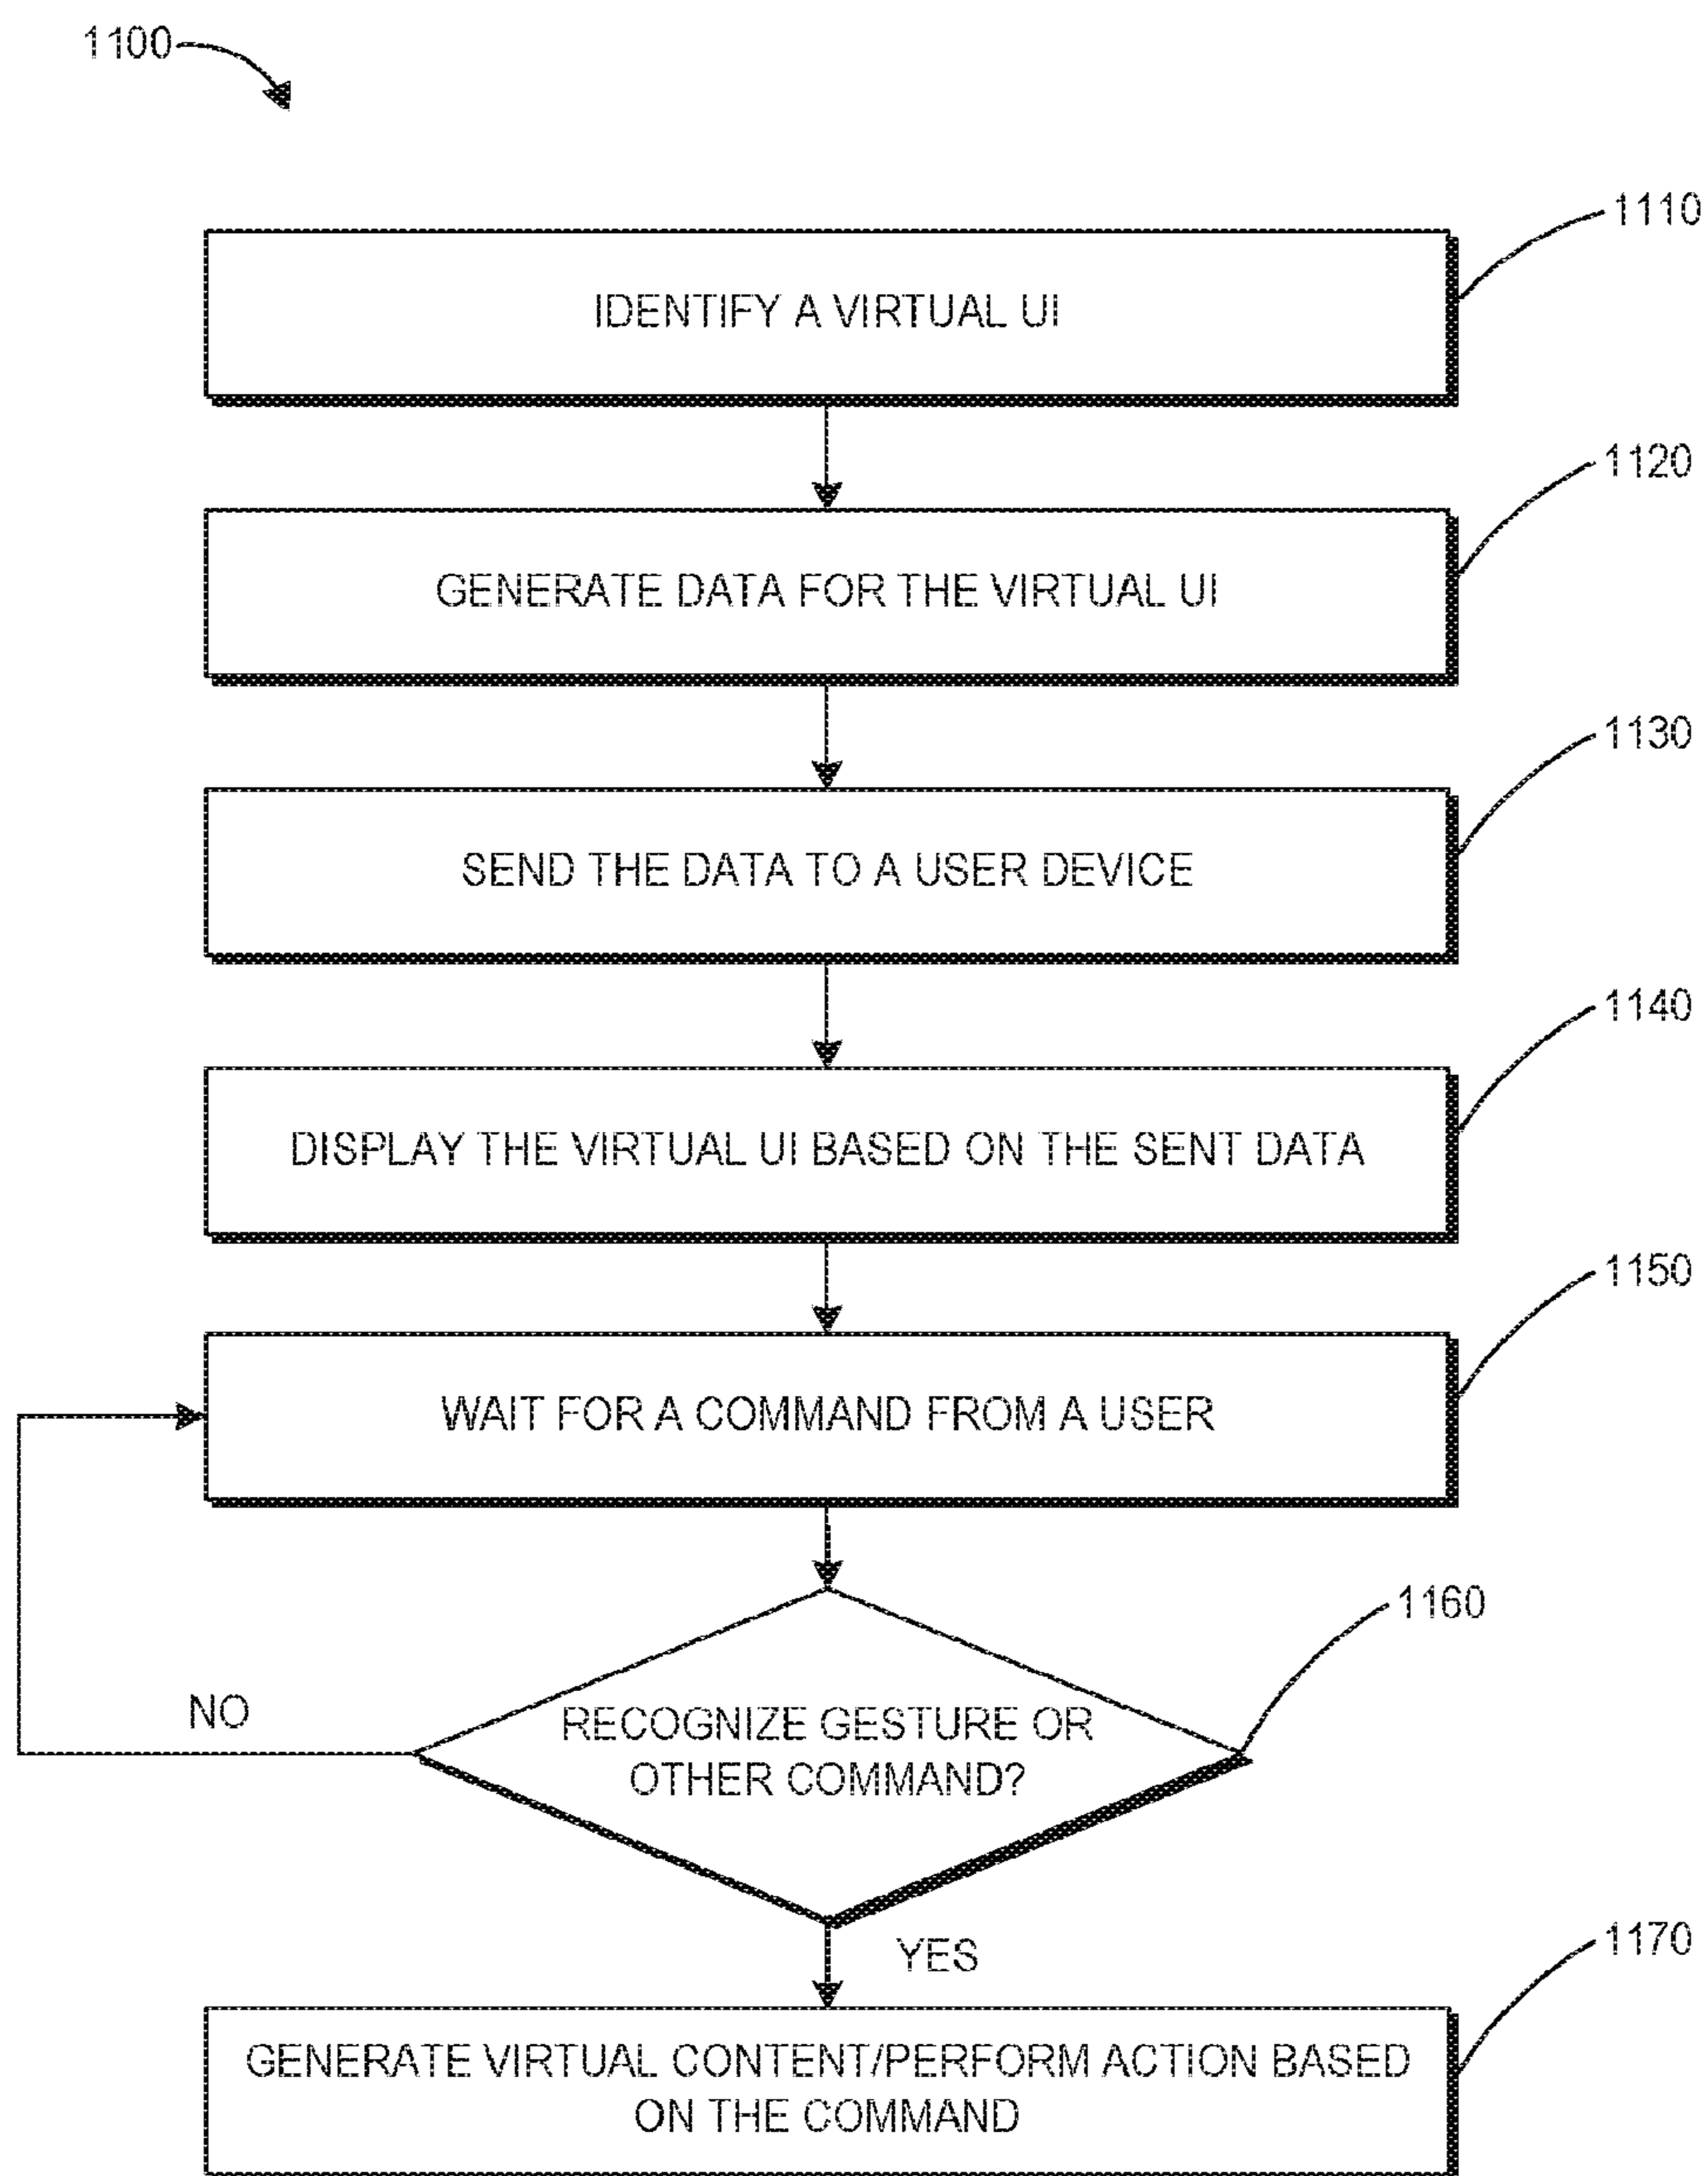 1100
1110
IDENTIFY A VIRTUAL UI
1120
GENERATE DATA FOR THE VIRTUAL UI
1130
SEND THE DATA TO A USER DEVICE
1140
DISPLAY THE VIRTUAL UI BASED ON THE SENT DATA
1150
WAIT FOR A COMMAND FROM A USER
1160
RECOGNIZE GESTURE OR
OTHER COMMAND?
NO
YES
1170
GENERATE VIRTUAL CONTENT/PERFORM ACTION BASED
ON THE COMMAND